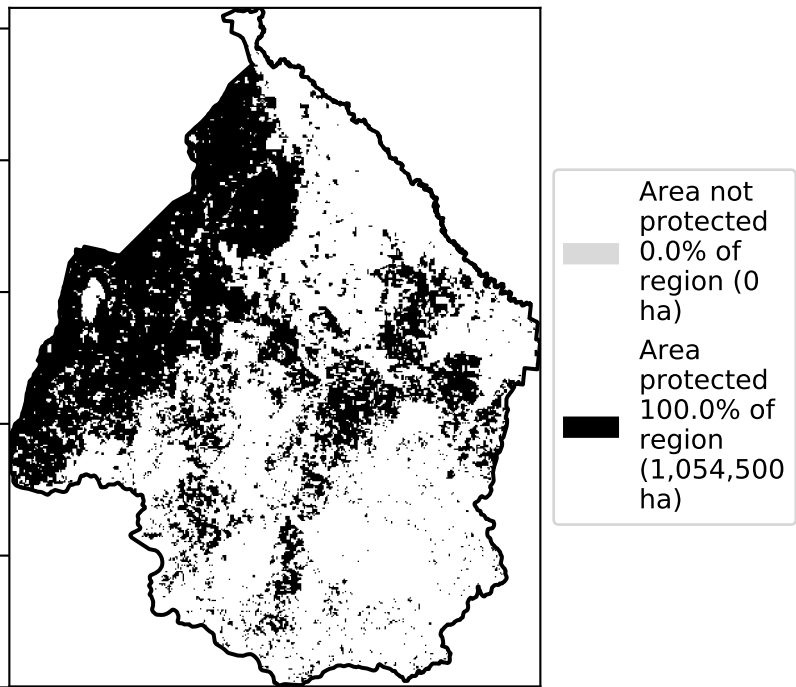 Area not
protected
0.0% of
region (0
ha)
Area
protected
100.0% of
region
(1,054,500
ha)